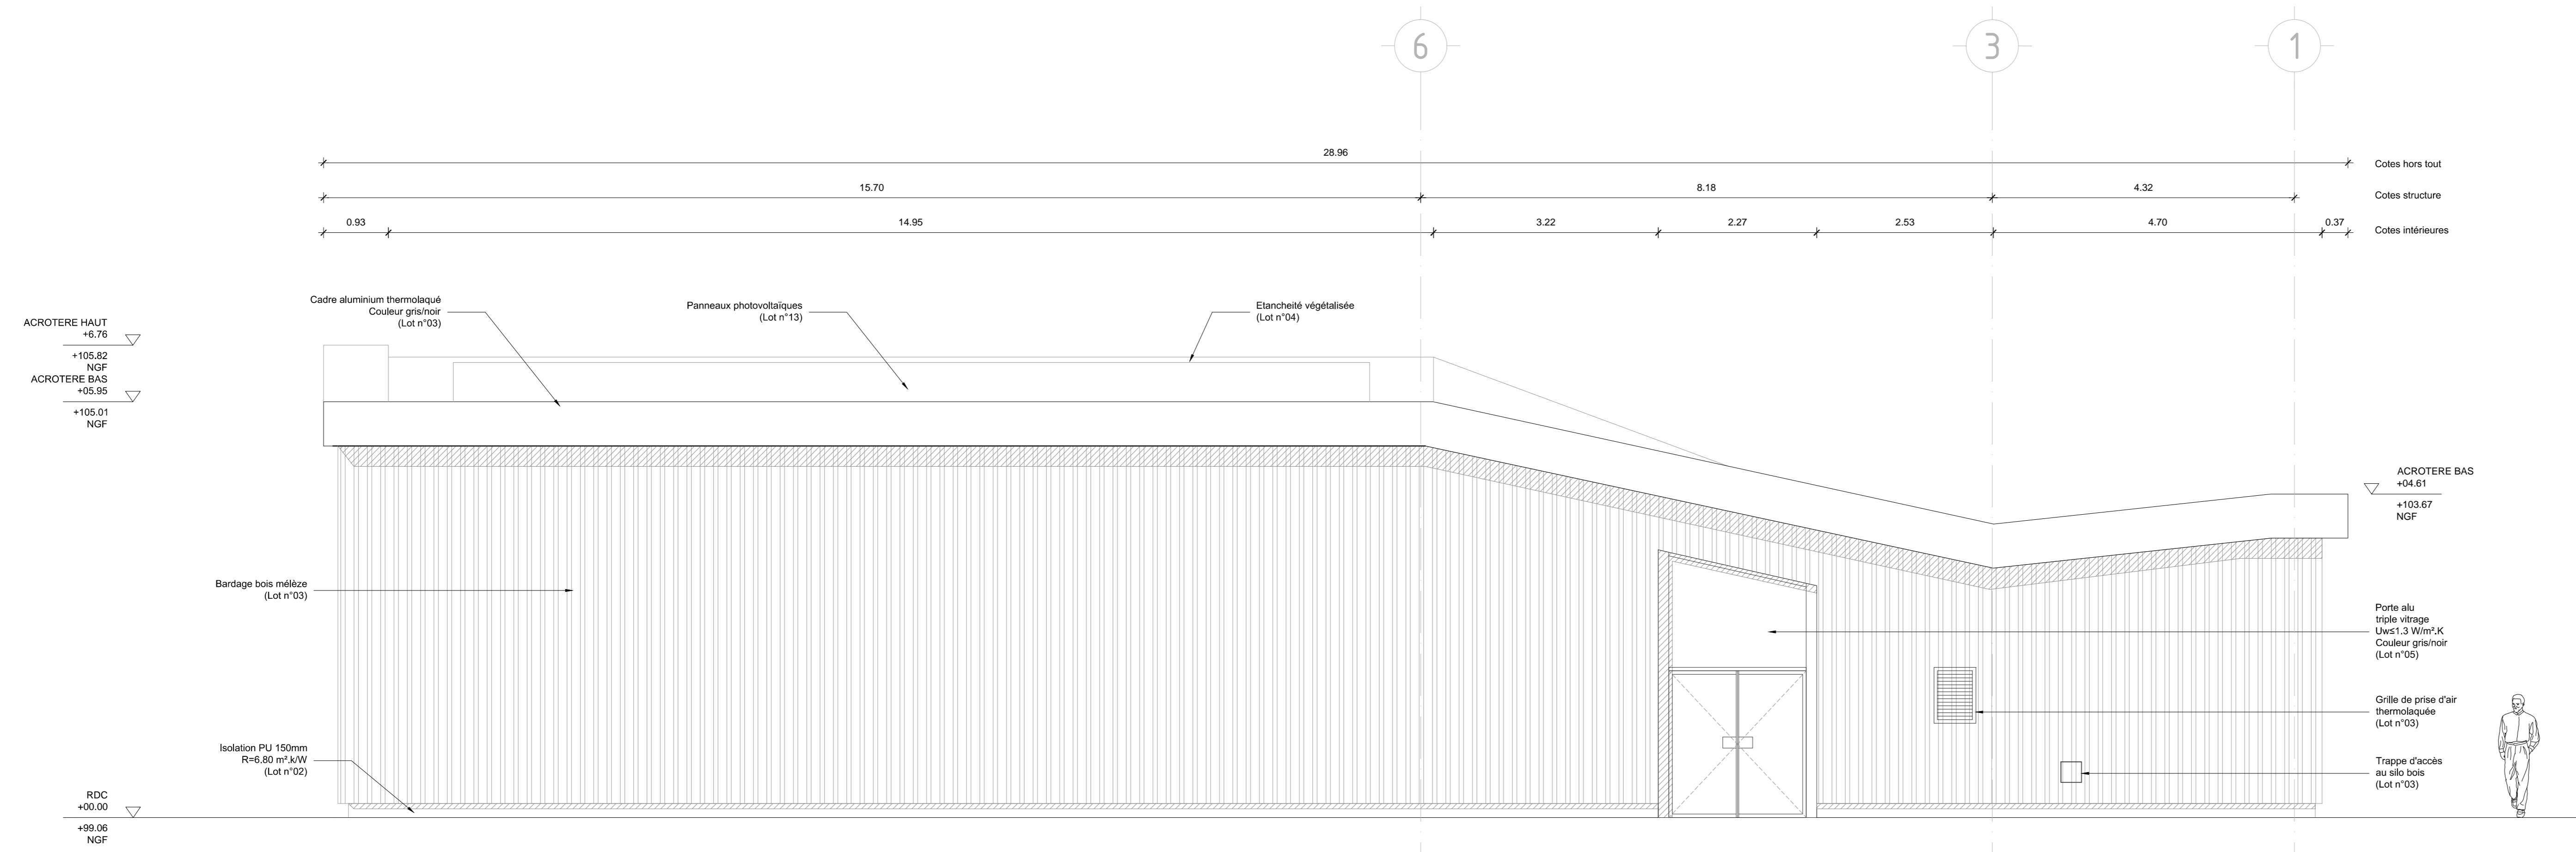 6
3
1
28.96
Cotes hors tout
15.70
8.18
4.32
Cotes structure
0.93
14.95
3.22
2.27
2.53
4.70
0.37
Cotes intérieures
Cadre aluminium thermolaqué
Couleur gris/noir
(Lot n°03)
Panneaux photovoltaïques
(Lot n°13)
Etancheité végétalisée
(Lot n°04)
ACROTERE HAUT
+6.76
+105.82
NGF
ACROTERE BAS
+05.95
+105.01
NGF
ACROTERE BAS
+04.61
+103.67
NGF
Bardage bois mélèze
(Lot n°03)
Porte alu
triple vitrage
Uw≤1.3 W/m².K
Couleur gris/noir
(Lot n°05)
Grille de prise d'air
thermolaquée
(Lot n°03)
Isolation PU 150mm
R=6.80 m².k/W
(Lot n°02)
Trappe d'accès
au silo bois
(Lot n°03)
RDC
+00.00
+99.06
NGF